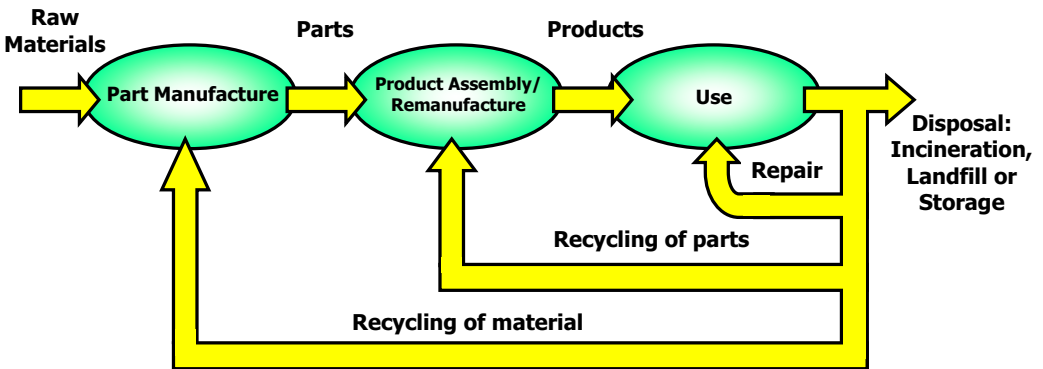 Raw
Materials
Parts
Products
Part Manufacture
Product Assembly/
Remanufacture
Use
Disposal:
Incineration,
Landfill or
Storage
Repair
Recycling of parts
Recycling of material